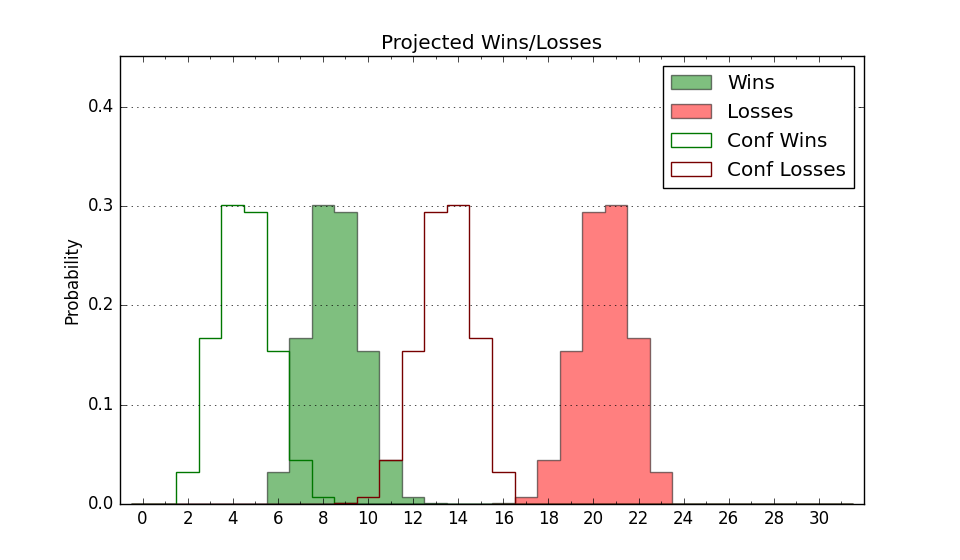 Projected Wins/Losses
Wins
Losses
Conf Wins
Conf Losses
Probability
0.4
0.3
0.2
0.1
0.0
0 2 4 6 8 10 12 14 16 18 20 22 24 26 28 30